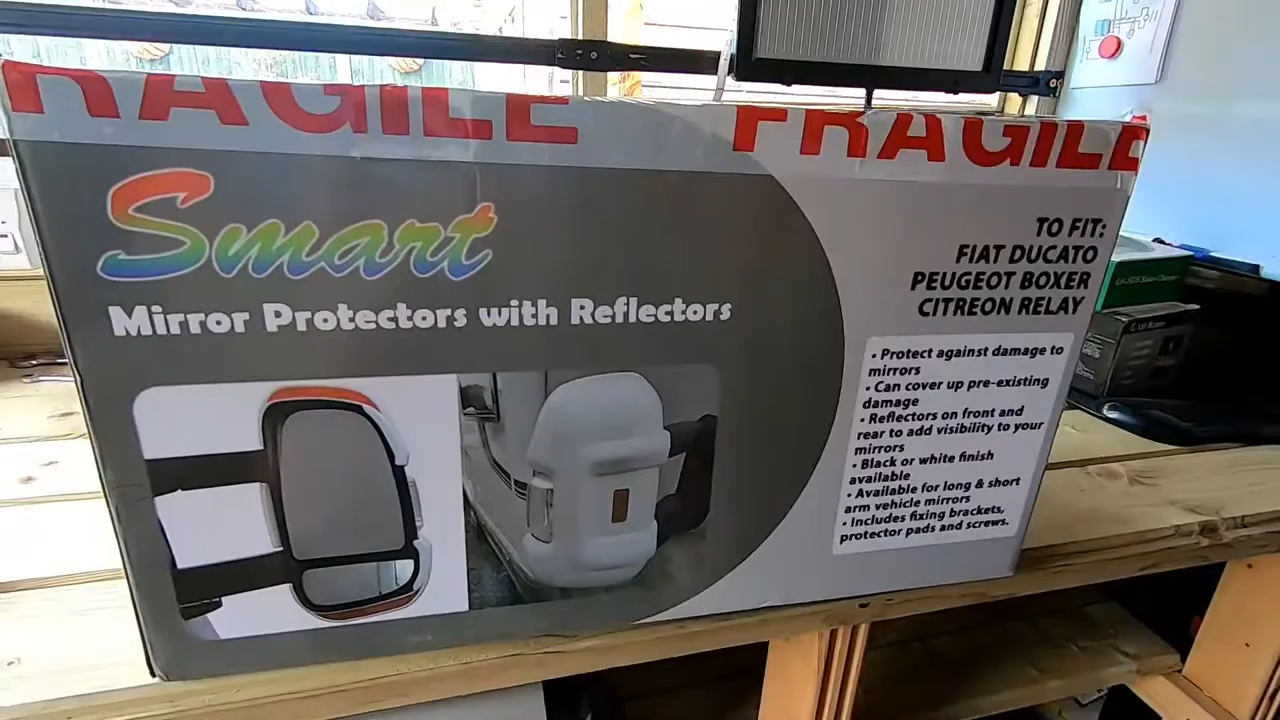 FRAGILE FRAGILE
Smart
Mirror Protectors with Reflectors
TO FIT:
FIAT DUCATO
PEUGEOT BOXER
CITREON RELAY
• Protect against damage to
mirrors
• Can cover up pre-existing
damage
• Reflectors on front and
rear to add visibility to your
mirrors
• Black or white finish
available
• Available for long & short
arm vehicle mirrors
• Includes fixing brackets,
protector pads and screws.